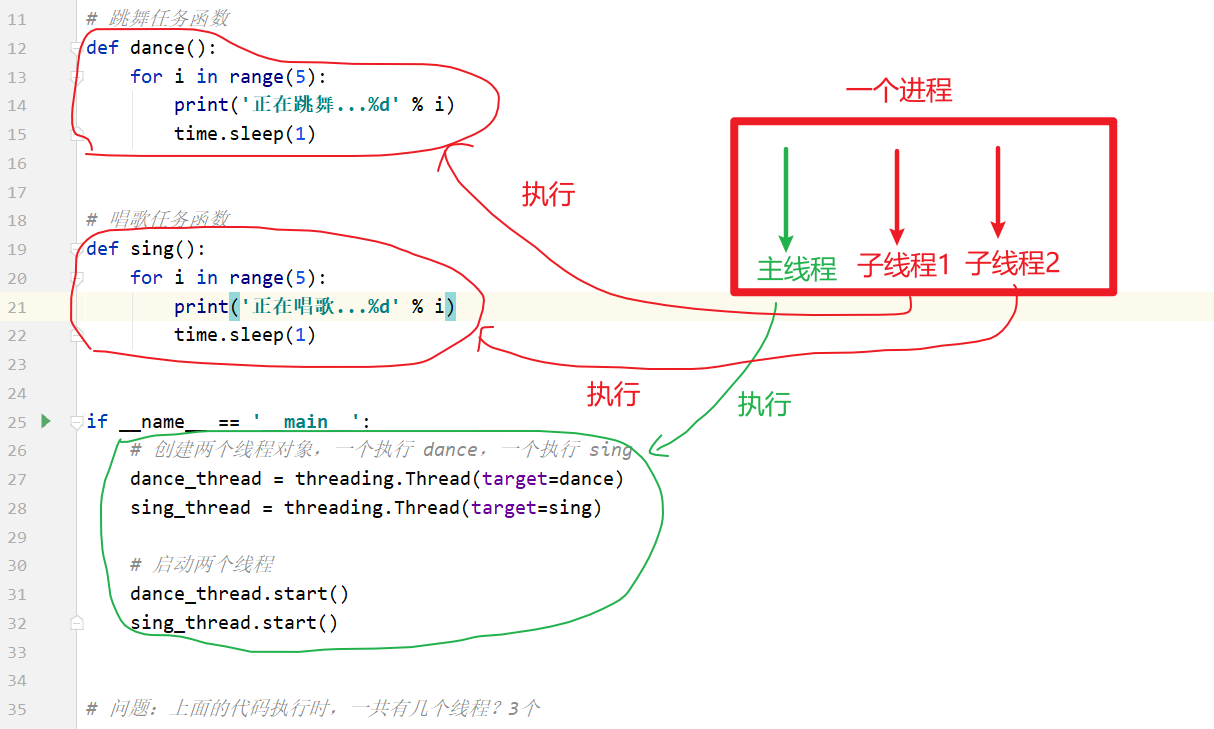 11 # 跳舞任务函数
12 def dance():
13 for i in range(5):
14 print('正在跳舞...%d' % i)
15 time.sleep(1)
16
17
18 # 唱歌任务函数
19 def sing():
20 for i in range(5):
21 print('正在唱歌...%d' % i)
22 time.sleep(1)
23
24
25 if __name__ == '__main__':
26 # 创建两个线程对象，一个执行 dance，一个执行 sing
27 dance_thread = threading.Thread(target=dance)
28 sing_thread = threading.Thread(target=sing)
29
30 # 启动两个线程
31 dance_thread.start()
32 sing_thread.start()
33
34
35 # 问题：上面的代码执行时，一共有几个线程？3个
一个进程
主线程 子线程1 子线程2
执行
执行
执行